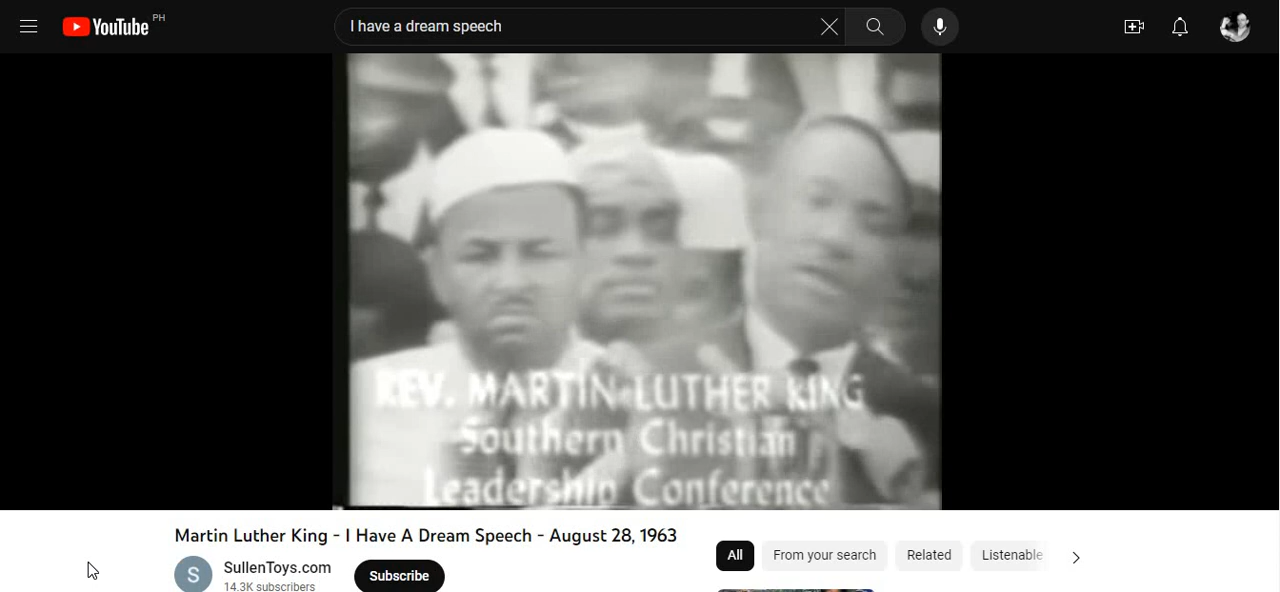 YouTube PH
I have a dream speech
REV. MARTIN LUTHER KING
Southern Christian
Leadership Conference
Martin Luther King - I Have A Dream Speech - August 28, 1963
S
SullenToys.com
14.3K subscribers
Subscribe
All
From your search
Related
Listenable